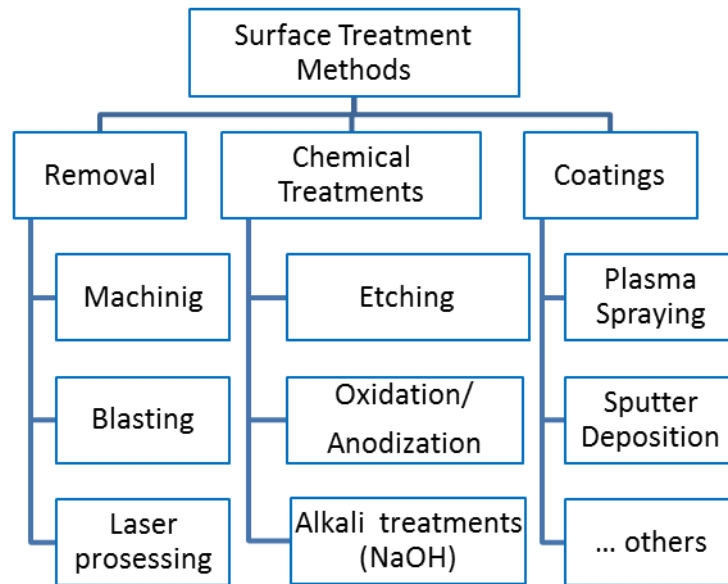 Surface Treatment
Methods
Removal
Chemical
Treatments
Coatings
Machinig
Etching
Plasma
Spraying
Blasting
Oxidation/
Anodization
Sputter
Deposition
Laser
prosessing
Alkali treatments
(NaOH)
... others